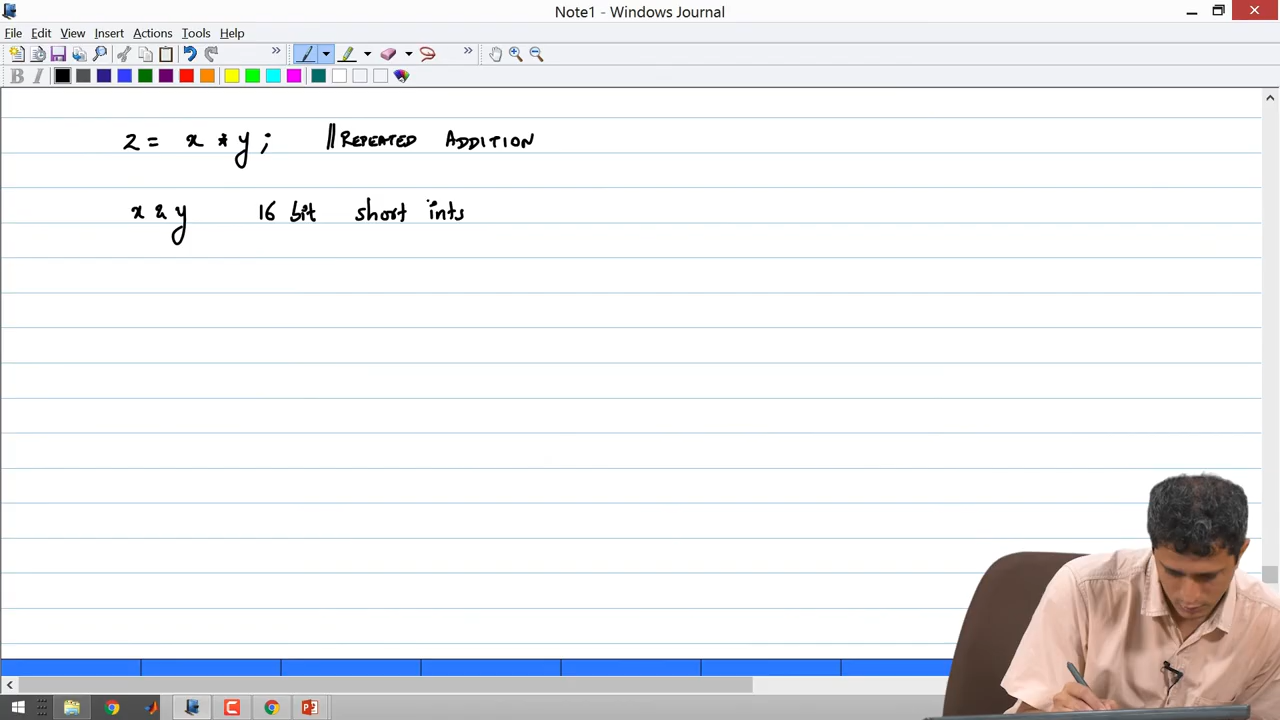 Note1 - Windows Journal
File Edit View Insert Actions Tools Help
B I
z = x * y; // REPEATED ADDITION
x & y 16 bit short ints